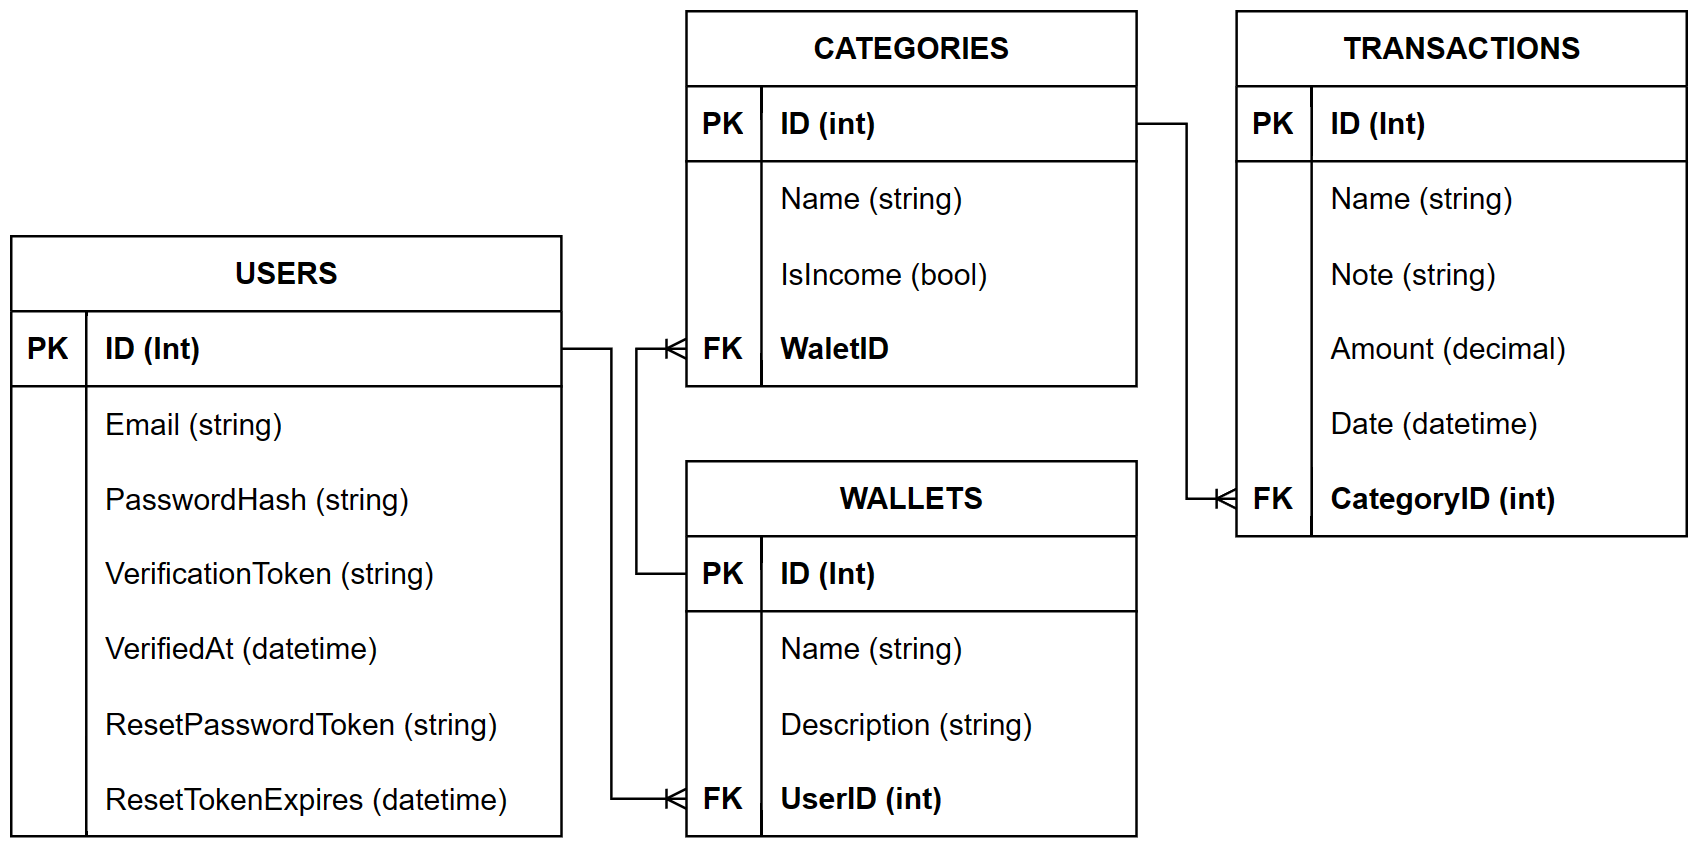 CATEGORIES
PK ID (int)
Name (string)
IsIncome (bool)
FK WaletID
TRANSACTIONS
PK ID (Int)
Name (string)
Note (string)
Amount (decimal)
Date (datetime)
FK CategoryID (int)
USERS
PK ID (Int)
Email (string)
PasswordHash (string)
VerificationToken (string)
VerifiedAt (datetime)
ResetPasswordToken (string)
ResetTokenExpires (datetime)
WALLETS
PK ID (Int)
Name (string)
Description (string)
FK UserID (int)